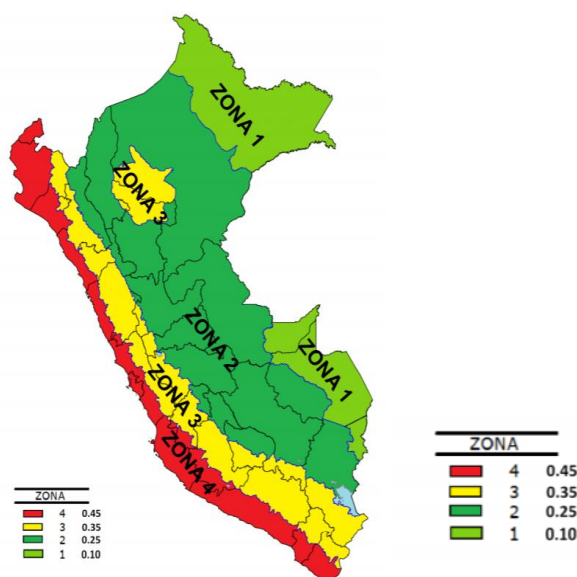 ZONA 1
ZONA 3
ZONA 2
ZONA 1
ZONA 3
ZONA 4
ZONA
4 0.45
3 0.35
2 0.25
1 0.10
ZONA
4 0.45
3 0.35
2 0.25
1 0.10